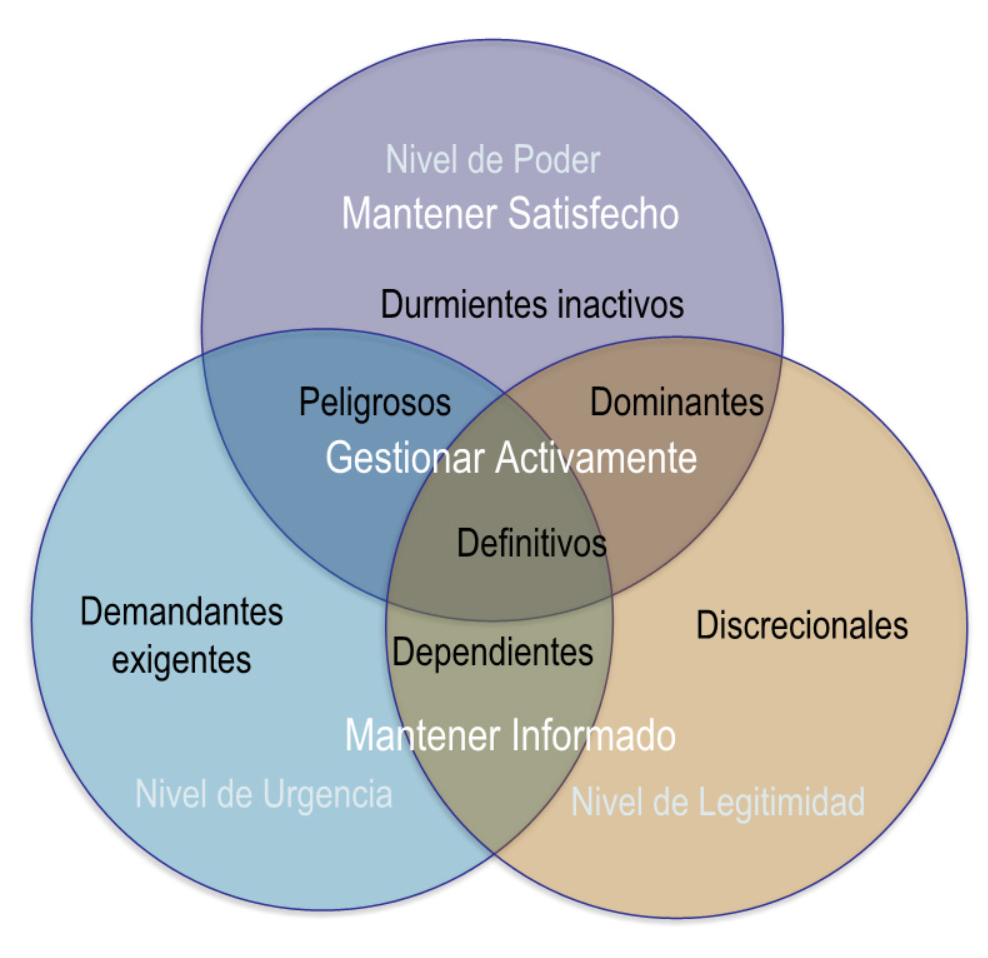 Nivel de Poder
Mantener Satisfecho
Durmientes inactivos
Peligrosos
Dominantes
Gestionar Activamente
Definitivos
Demandantes
exigentes
Discrecionales
Dependientes
Mantener Informado
Nivel de Urgencia
Nivel de Legitimidad